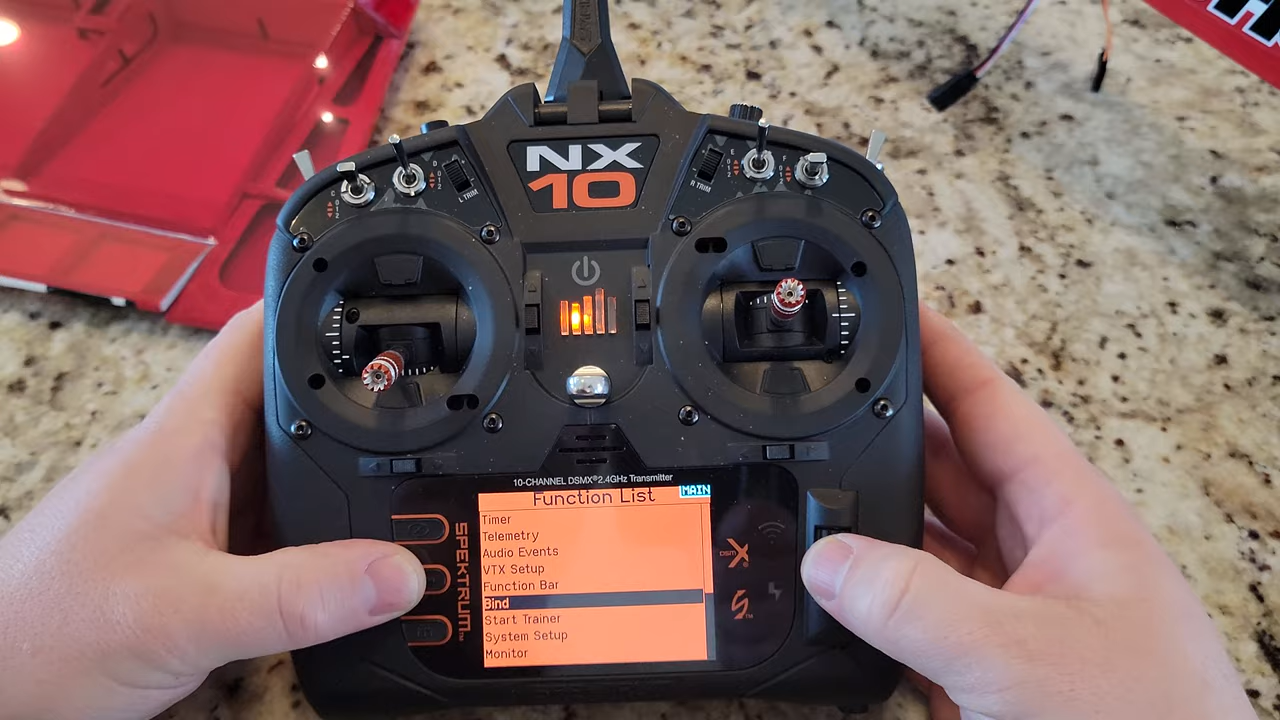 NX
10
L TRIM
R TRIM
10-CHANNEL DSMX® 2.4GHz Transmitter
Function List
MAIN
Timer
Telemetry
Audio Events
VTX Setup
Function Bar
Bind
Start Trainer
System Setup
Monitor
SPEKTRUM
DSMX